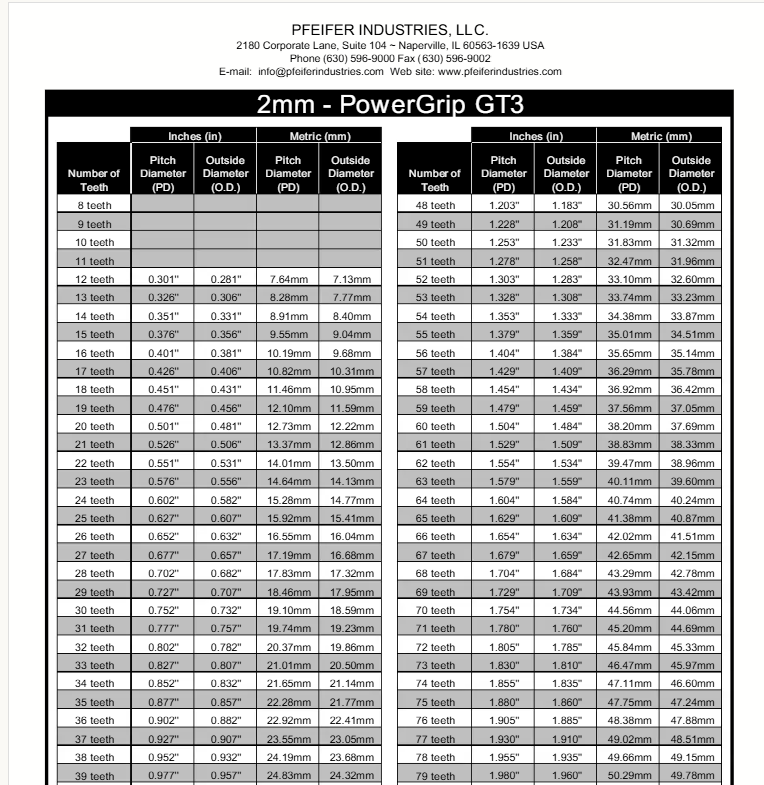 PFEIFER INDUSTRIES, LLC.
2180 Corporate Lane, Suite 104 ~ Naperville, IL 60563-1639 USA
Phone (630) 596-9000 Fax (630) 596-9002
E-mail: info@pfeiferindustries.com Web site: www.pfeiferindustries.com
2mm - PowerGrip GT3
Inches (in) Metric (mm) Inches (in) Metric (mm)
Pitch Outside Pitch Outside Pitch Outside Pitch Outside
Number of Diameter Diameter Diameter Diameter Number of Diameter Diameter Diameter Diameter
Teeth (PD) (O.D.) (PD) (O.D.) Teeth (PD) (O.D.) (PD) (O.D.)
8 teeth 48 teeth 1.203" 1.183" 30.56mm 30.05mm
9 teeth 49 teeth 1.228" 1.208" 31.19mm 30.69mm
10 teeth 50 teeth 1.253" 1.233" 31.83mm 31.32mm
11 teeth 51 teeth 1.278" 1.258" 32.47mm 31.96mm
12 teeth 0.301" 0.281" 7.64mm 7.13mm 52 teeth 1.303" 1.283" 33.10mm 32.60mm
13 teeth 0.326" 0.306" 8.28mm 7.77mm 53 teeth 1.328" 1.308" 33.74mm 33.23mm
14 teeth 0.351" 0.331" 8.91mm 8.40mm 54 teeth 1.353" 1.333" 34.38mm 33.87mm
15 teeth 0.376" 0.356" 9.55mm 9.04mm 55 teeth 1.379" 1.359" 35.01mm 34.51mm
16 teeth 0.401" 0.381" 10.19mm 9.68mm 56 teeth 1.404" 1.384" 35.65mm 35.14mm
17 teeth 0.426" 0.406" 10.82mm 10.31mm 57 teeth 1.429" 1.409" 36.29mm 35.78mm
18 teeth 0.451" 0.431" 11.46mm 10.95mm 58 teeth 1.454" 1.434" 36.92mm 36.42mm
19 teeth 0.476" 0.456" 12.10mm 11.59mm 59 teeth 1.479" 1.459" 37.56mm 37.05mm
20 teeth 0.501" 0.481" 12.73mm 12.22mm 60 teeth 1.504" 1.484" 38.20mm 37.69mm
21 teeth 0.526" 0.506" 13.37mm 12.86mm 61 teeth 1.529" 1.509" 38.83mm 38.33mm
22 teeth 0.551" 0.531" 14.01mm 13.50mm 62 teeth 1.554" 1.534" 39.47mm 38.96mm
23 teeth 0.576" 0.556" 14.64mm 14.13mm 63 teeth 1.579" 1.559" 40.11mm 39.60mm
24 teeth 0.602" 0.582" 15.28mm 14.77mm 64 teeth 1.604" 1.584" 40.74mm 40.24mm
25 teeth 0.627" 0.607" 15.92mm 15.41mm 65 teeth 1.629" 1.609" 41.38mm 40.87mm
26 teeth 0.652" 0.632" 16.55mm 16.04mm 66 teeth 1.654" 1.634" 42.02mm 41.51mm
27 teeth 0.677" 0.657" 17.19mm 16.68mm 67 teeth 1.679" 1.659" 42.65mm 42.15mm
28 teeth 0.702" 0.682" 17.83mm 17.32mm 68 teeth 1.704" 1.684" 43.29mm 42.78mm
29 teeth 0.727" 0.707" 18.46mm 17.95mm 69 teeth 1.729" 1.709" 43.93mm 43.42mm
30 teeth 0.752" 0.732" 19.10mm 18.59mm 70 teeth 1.754" 1.734" 44.56mm 44.06mm
31 teeth 0.777" 0.757" 19.74mm 19.23mm 71 teeth 1.780" 1.760" 45.20mm 44.69mm
32 teeth 0.802" 0.782" 20.37mm 19.86mm 72 teeth 1.805" 1.785" 45.84mm 45.33mm
33 teeth 0.827" 0.807" 21.01mm 20.50mm 73 teeth 1.830" 1.810" 46.47mm 45.97mm
34 teeth 0.852" 0.832" 21.65mm 21.14mm 74 teeth 1.855" 1.835" 47.11mm 46.60mm
35 teeth 0.877" 0.857" 22.28mm 21.77mm 75 teeth 1.880" 1.860" 47.75mm 47.24mm
36 teeth 0.902" 0.882" 22.92mm 22.41mm 76 teeth 1.905" 1.885" 48.38mm 47.88mm
37 teeth 0.927" 0.907" 23.55mm 23.05mm 77 teeth 1.930" 1.910" 49.02mm 48.51mm
38 teeth 0.952" 0.932" 24.19mm 23.68mm 78 teeth 1.955" 1.935" 49.66mm 49.15mm
39 teeth 0.977" 0.957" 24.83mm 24.32mm 79 teeth 1.980" 1.960" 50.29mm 49.78mm